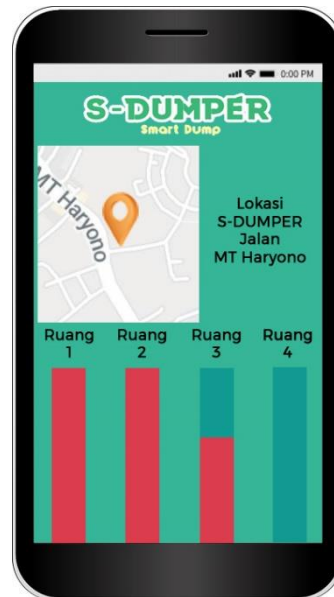 0:00 PM
S-DUMPER
Smart Dump
MT Haryono
Lokasi
S-DUMPER
Jalan
MT Haryono
Ruang
1
Ruang
2
Ruang
3
Ruang
4